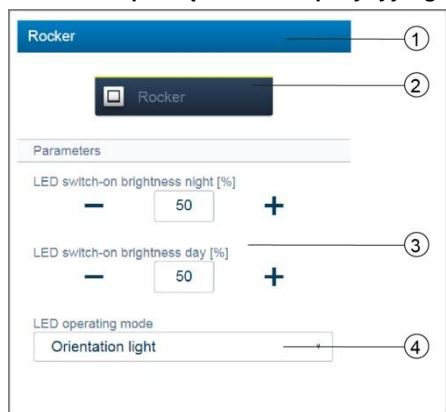 Rocker
1
Rocker
2
Parameters
LED switch-on brightness night [%]
− 50 +
3
LED switch-on brightness day [%]
− 50 +
LED operating mode
Orientation light
4